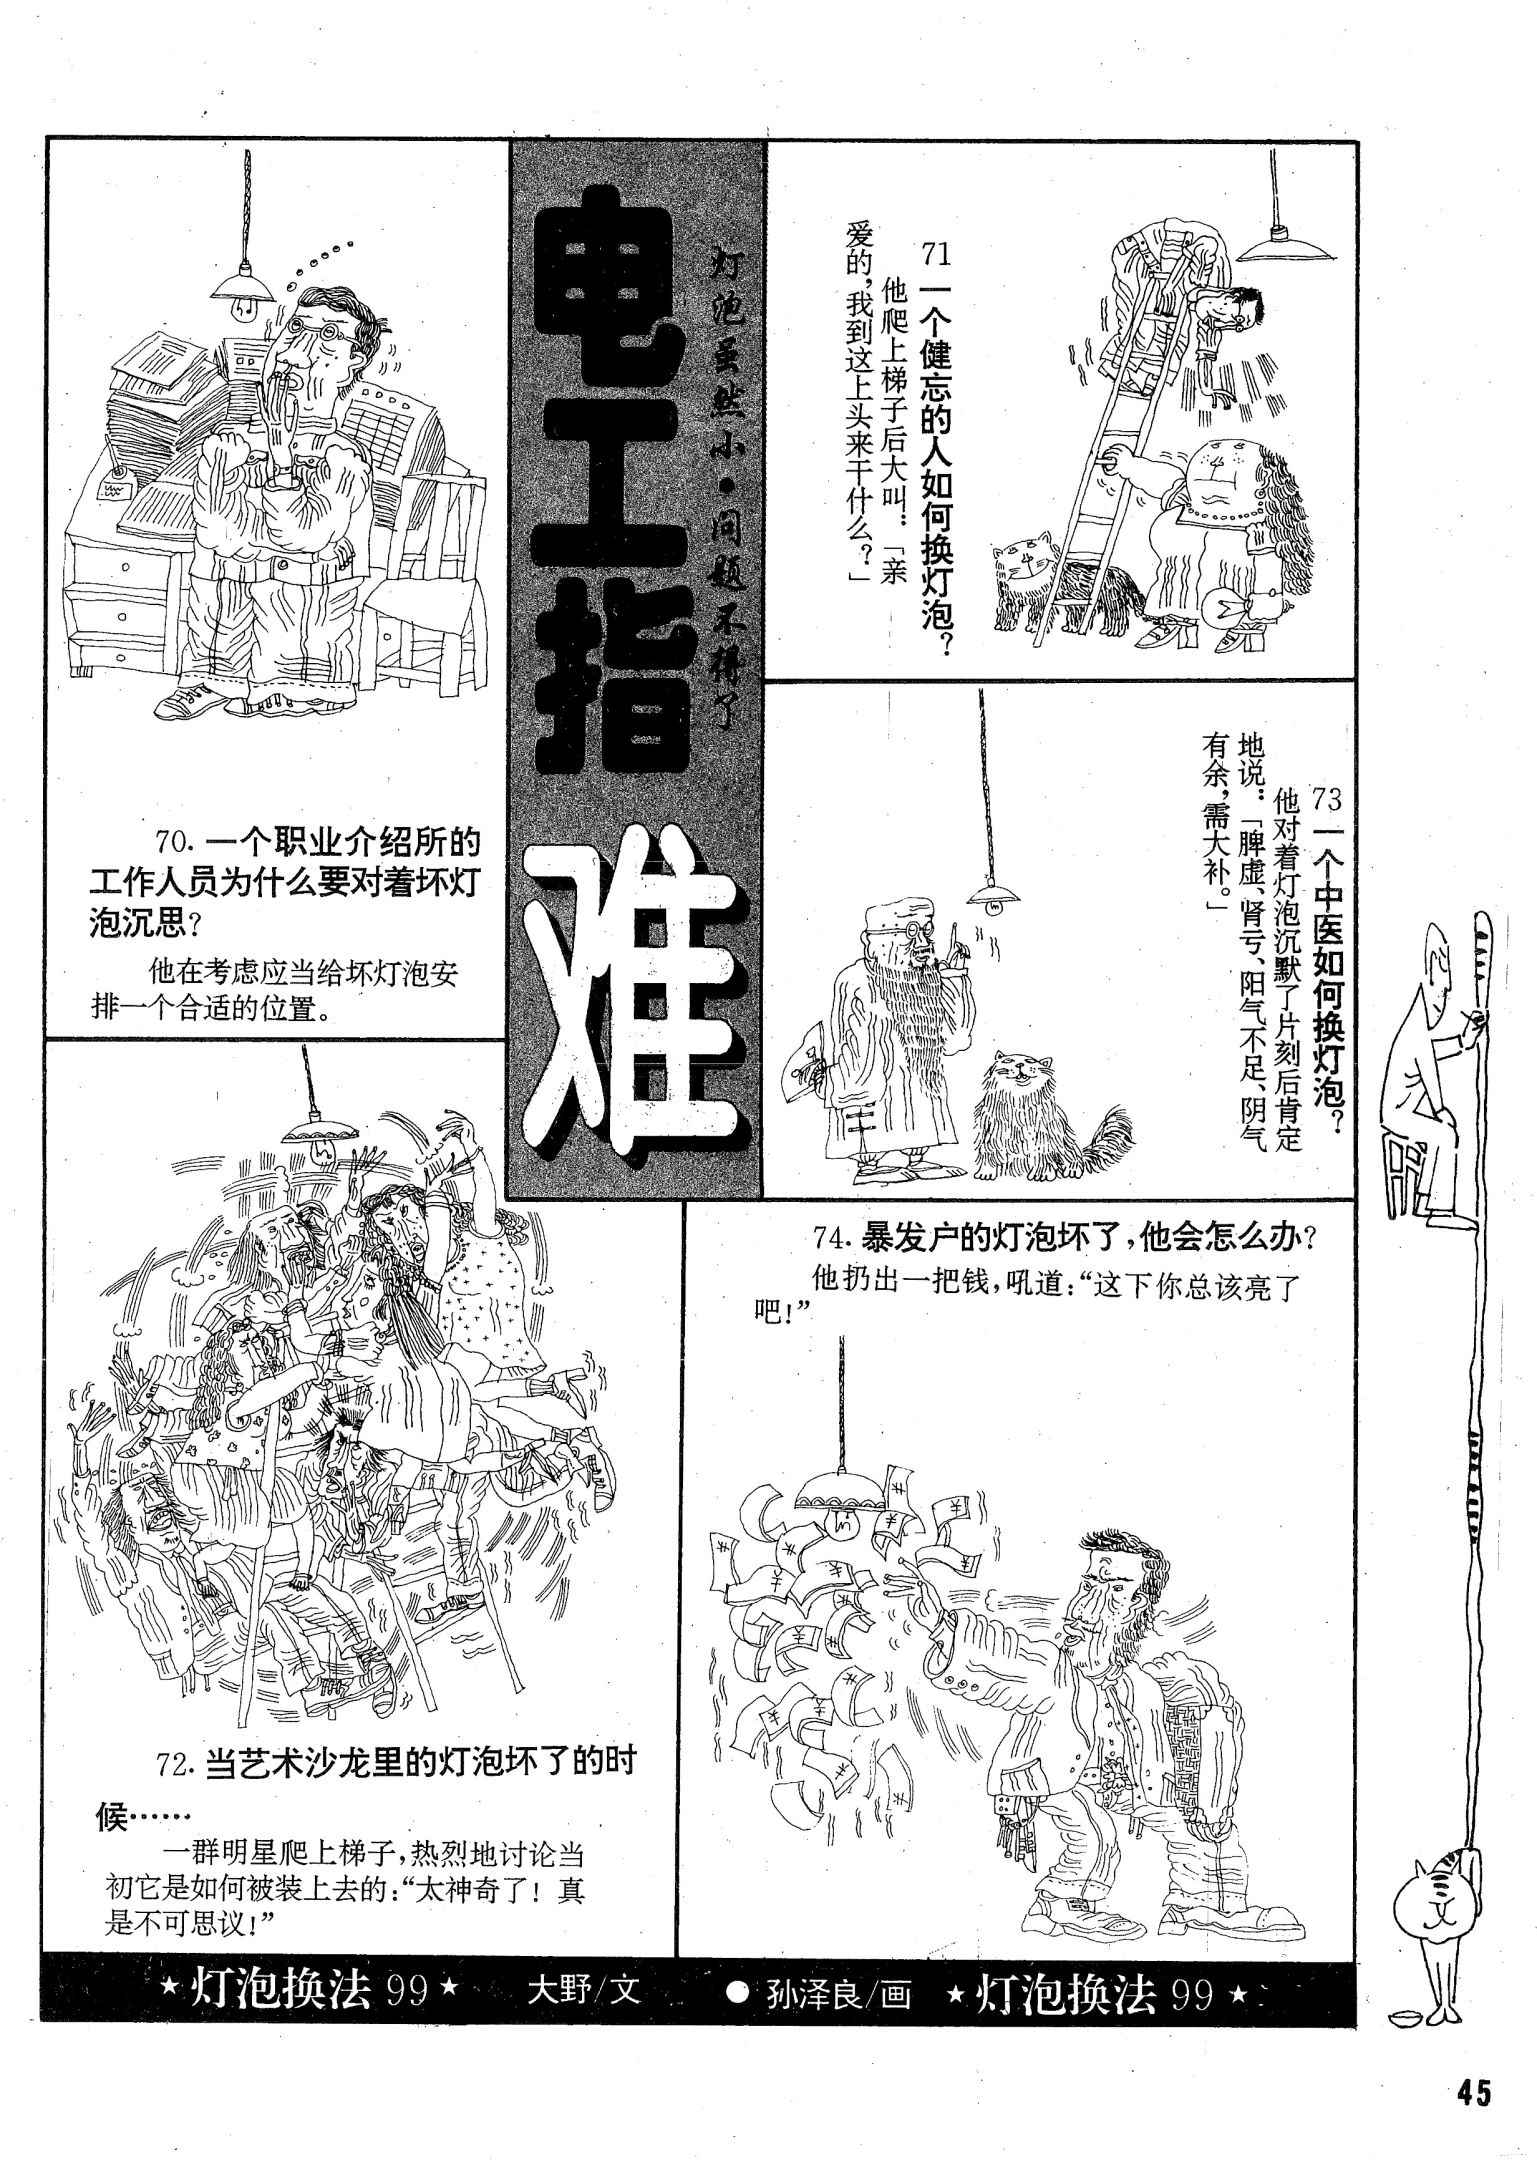 电工指难
灯泡虽然小·问题不得了
70. 一个职业介绍所的
工作人员为什么要对着坏灯
泡沉思？
他在考虑应当给坏灯泡安
排一个合适的位置。
71 一个健忘的人如何换灯泡？
他爬上梯子后大叫：「亲
爱的，我到这上头来干什么？」
72. 当艺术沙龙里的灯泡坏了的时
候……
一群明星爬上梯子，热烈地讨论当
初它是如何被装上去的：“太神奇了！真
是不可思议！”
73 一个中医如何换灯泡？
他对着灯泡沉默了片刻后肯定
地说：「脾虚、肾亏、阳气不足、阴气
有余，需大补。」
74. 暴发户的灯泡坏了，他会怎么办？
他扔出一把钱，吼道：“这下你总该亮了
吧！”
★灯泡换法 99★ 大野/文 ●孙泽良/画 ★灯泡换法 99★
45